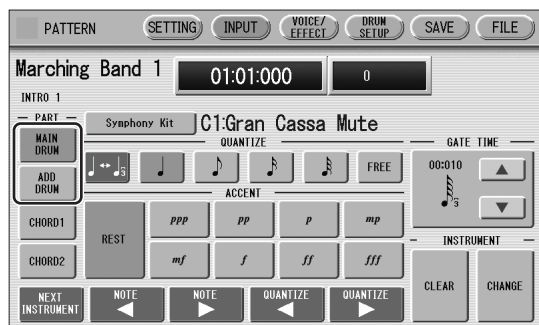 PATTERN SETTING INPUT VOICE/ EFFECT DRUM SETUP SAVE FILE
Marching Band 1 01:01:000 0
INTRO 1
PART Symphony Kit C1:Gran Cassa Mute
MAIN DRUM QUANTIZE GATE TIME
3 FREE 00:010
ADD DRUM ACCENT 3
CHORD1 REST ppp pp p mp
INSTRUMENT
CHORD2 mf f ff fff CLEAR CHANGE
NEXT INSTRUMENT NOTE NOTE QUANTIZE QUANTIZE